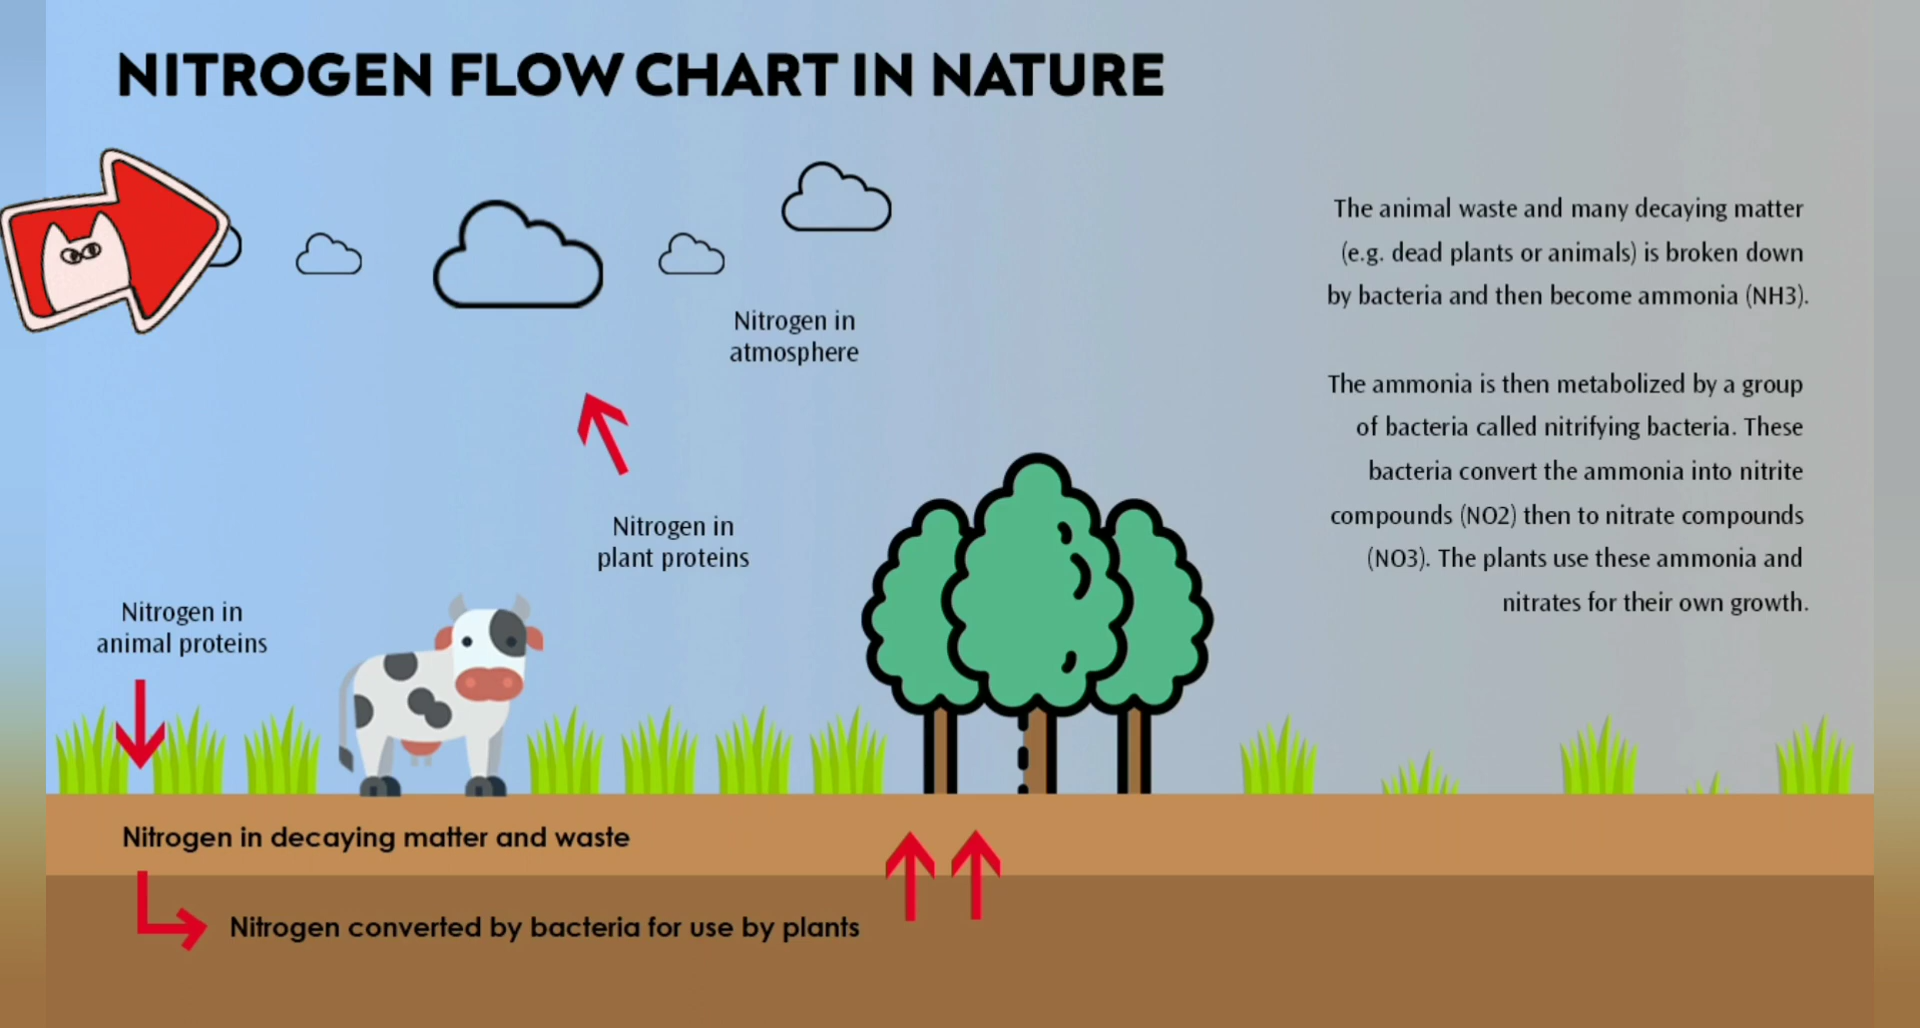 NITROGEN FLOW CHART IN NATURE
Nitrogen in
atmosphere
Nitrogen in
plant proteins
Nitrogen in
animal proteins
Nitrogen in decaying matter and waste
Nitrogen converted by bacteria for use by plants
The animal waste and many decaying matter
(e.g. dead plants or animals) is broken down
by bacteria and then become ammonia (NH3).
The ammonia is then metabolized by a group
of bacteria called nitrifying bacteria. These
bacteria convert the ammonia into nitrite
compounds (NO2) then to nitrate compounds
(NO3). The plants use these ammonia and
nitrates for their own growth.